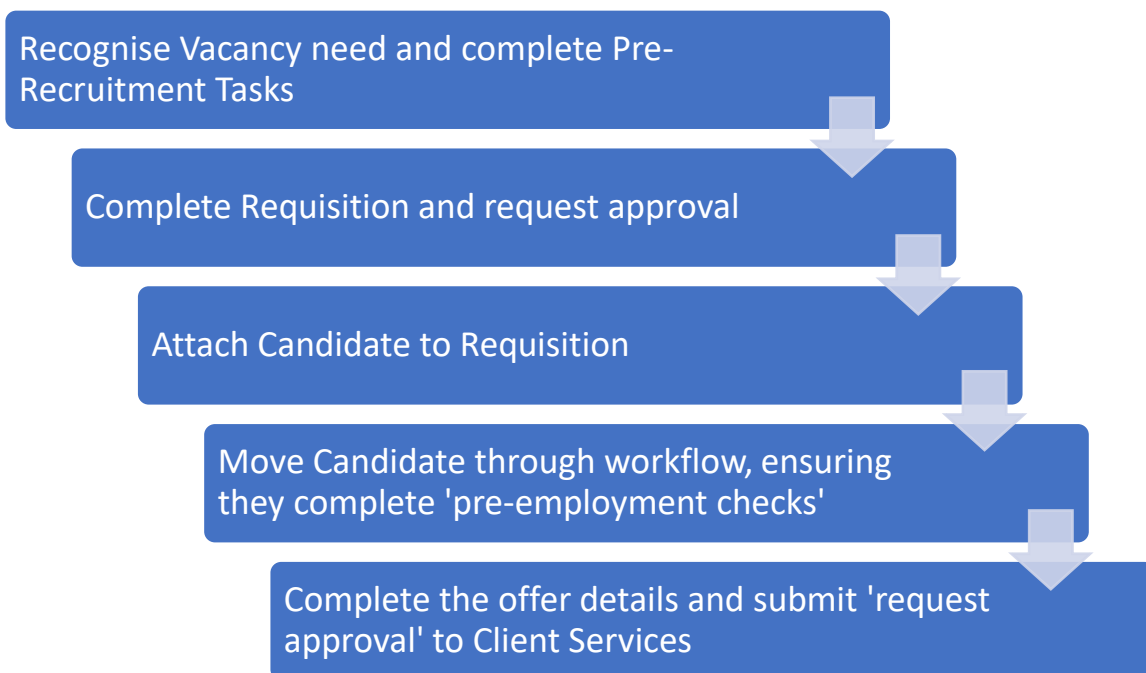 Recognise Vacancy need and complete Pre-
Recruitment Tasks
Complete Requisition and request approval
Attach Candidate to Requisition
Move Candidate through workflow, ensuring
they complete 'pre-employment checks'
Complete the offer details and submit 'request
approval' to Client Services